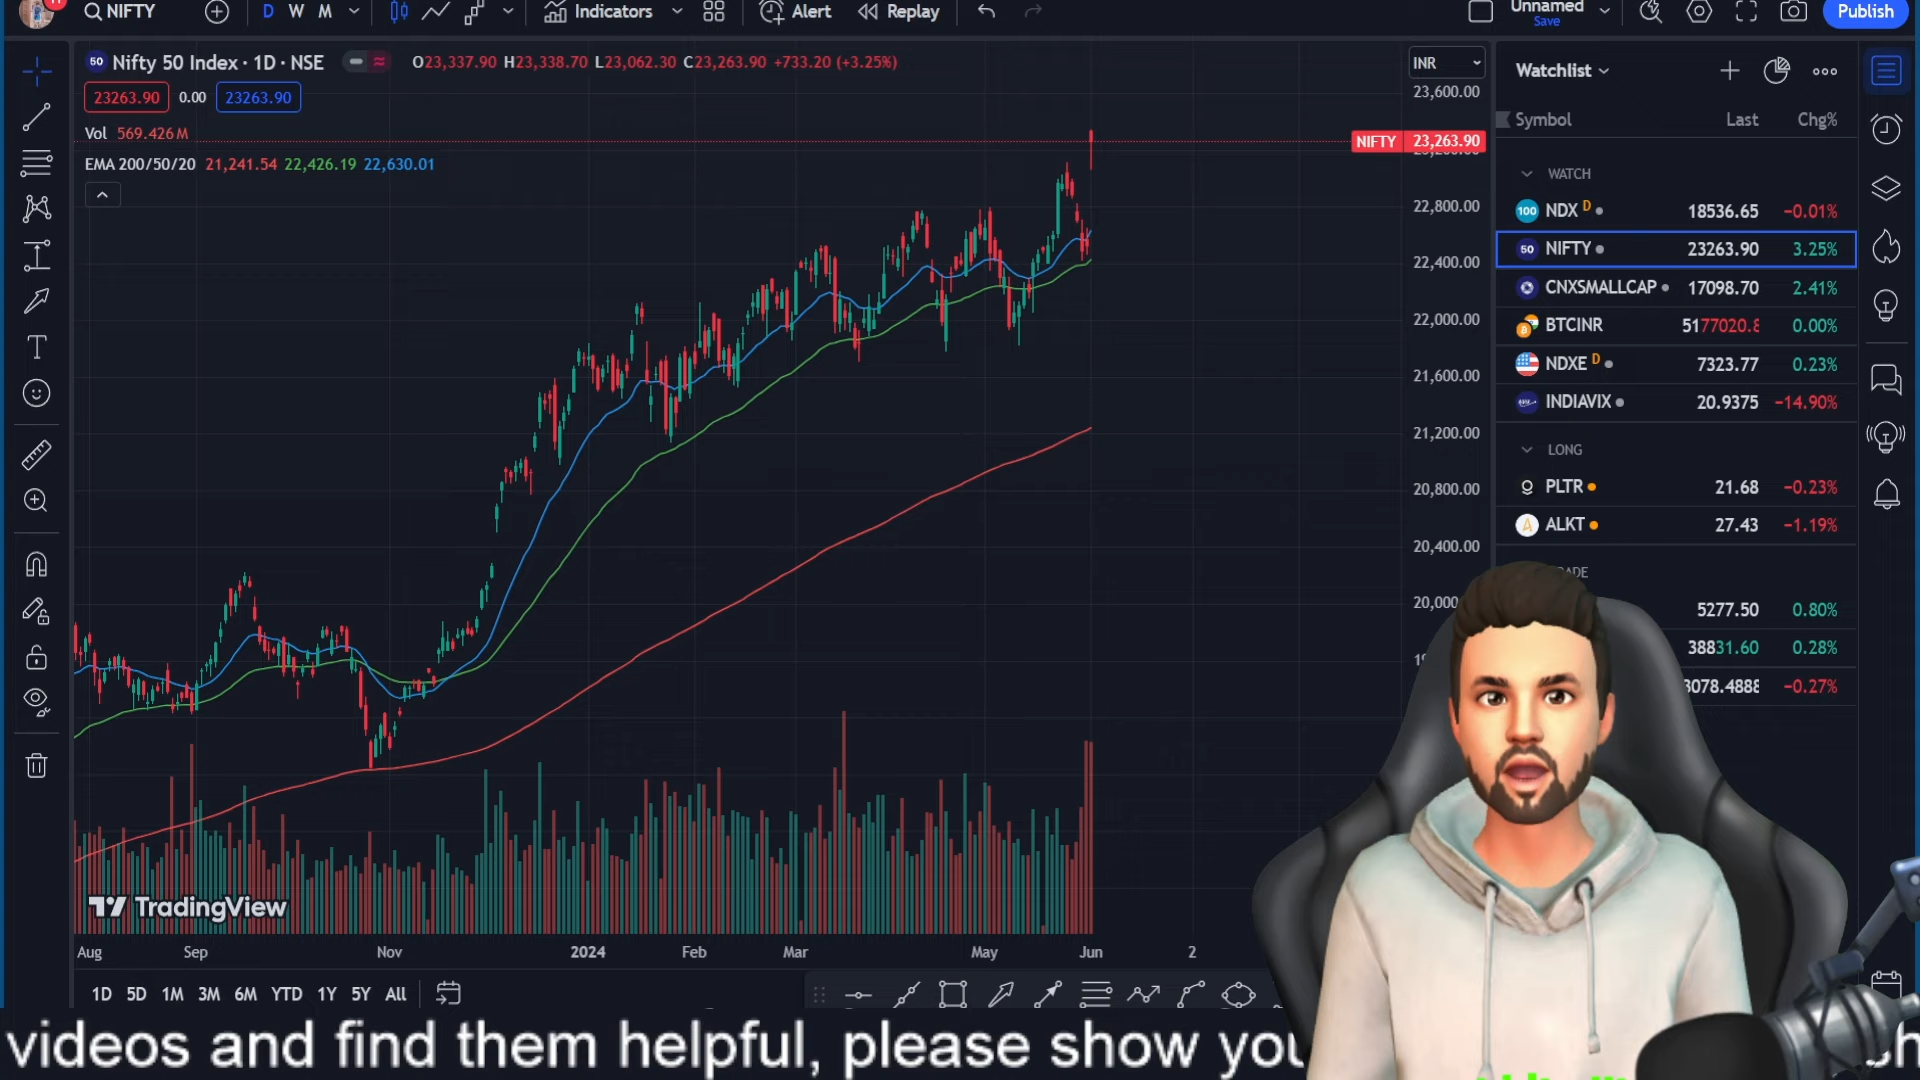 NIFTY
D W M
Indicators
Alert
Replay
Unnamed
Save
Publish
50 Nifty 50 Index · 1D · NSE
O23,337.90 H23,338.70 L23,062.30 C23,263.90 +733.20 (+3.25%)
23263.90 0.00 23263.90
Vol 569.426M
EMA 200/50/20 21,241.54 22,426.19 22,630.01
INR
23,600.00
NIFTY 23,263.90
22,800.00
22,400.00
22,000.00
21,600.00
21,200.00
20,800.00
20,400.00
20,000
Watchlist
Symbol Last Chg%
WATCH
100 NDX D 18536.65 −0.01%
50 NIFTY 23263.90 3.25%
CNXSMALLCAP 17098.70 2.41%
BTCINR 5177020.8 0.00%
NDXE D 7323.77 0.23%
INDIAVIX 20.9375 −14.90%
LONG
PLTR 21.68 −0.23%
ALKT 27.43 −1.19%
5277.50 0.80%
38831.60 0.28%
3078.4888 −0.27%
TradingView
Aug Sep Nov 2024 Feb Mar May Jun 2
1D 5D 1M 3M 6M YTD 1Y 5Y All
videos and find them helpful, please show